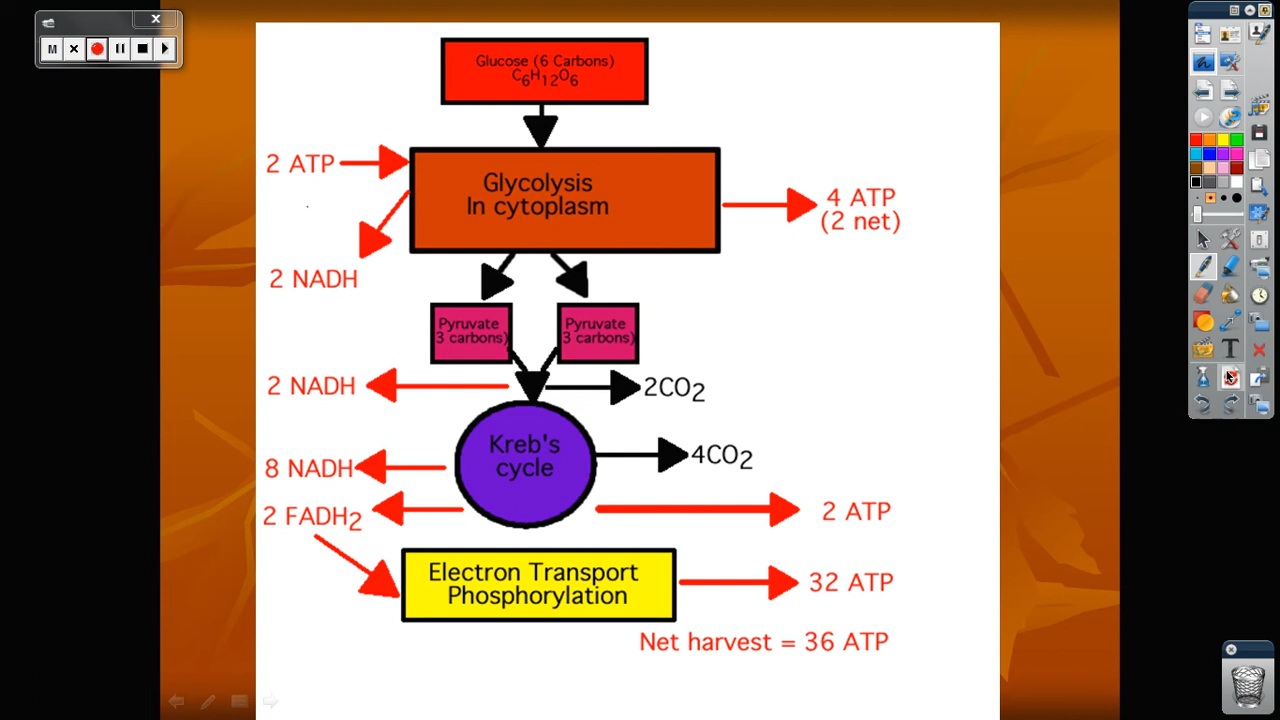 M
Glucose (6 Carbons)
C6H12O6
2 ATP
Glycolysis
In cytoplasm
4 ATP
(2 net)
2 NADH
Pyruvate
3 carbons)
Pyruvate
3 carbons)
2 NADH
2CO2
Kreb's
cycle
4CO2
8 NADH
2 FADH2
2 ATP
Electron Transport
Phosphorylation
32 ATP
Net harvest = 36 ATP